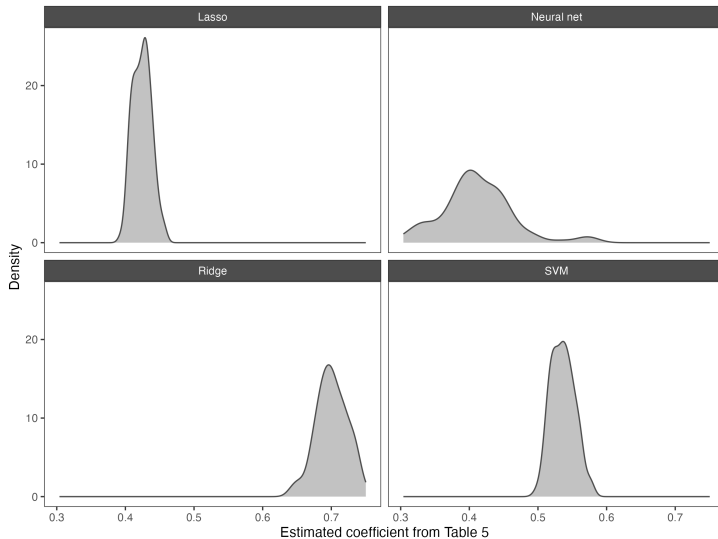 Lasso
Neural net
20
10
0
Density
Ridge
SVM
20
10
0
0.3 0.4 0.5 0.6 0.7
0.3 0.4 0.5 0.6 0.7
Estimated coefficient from Table 5